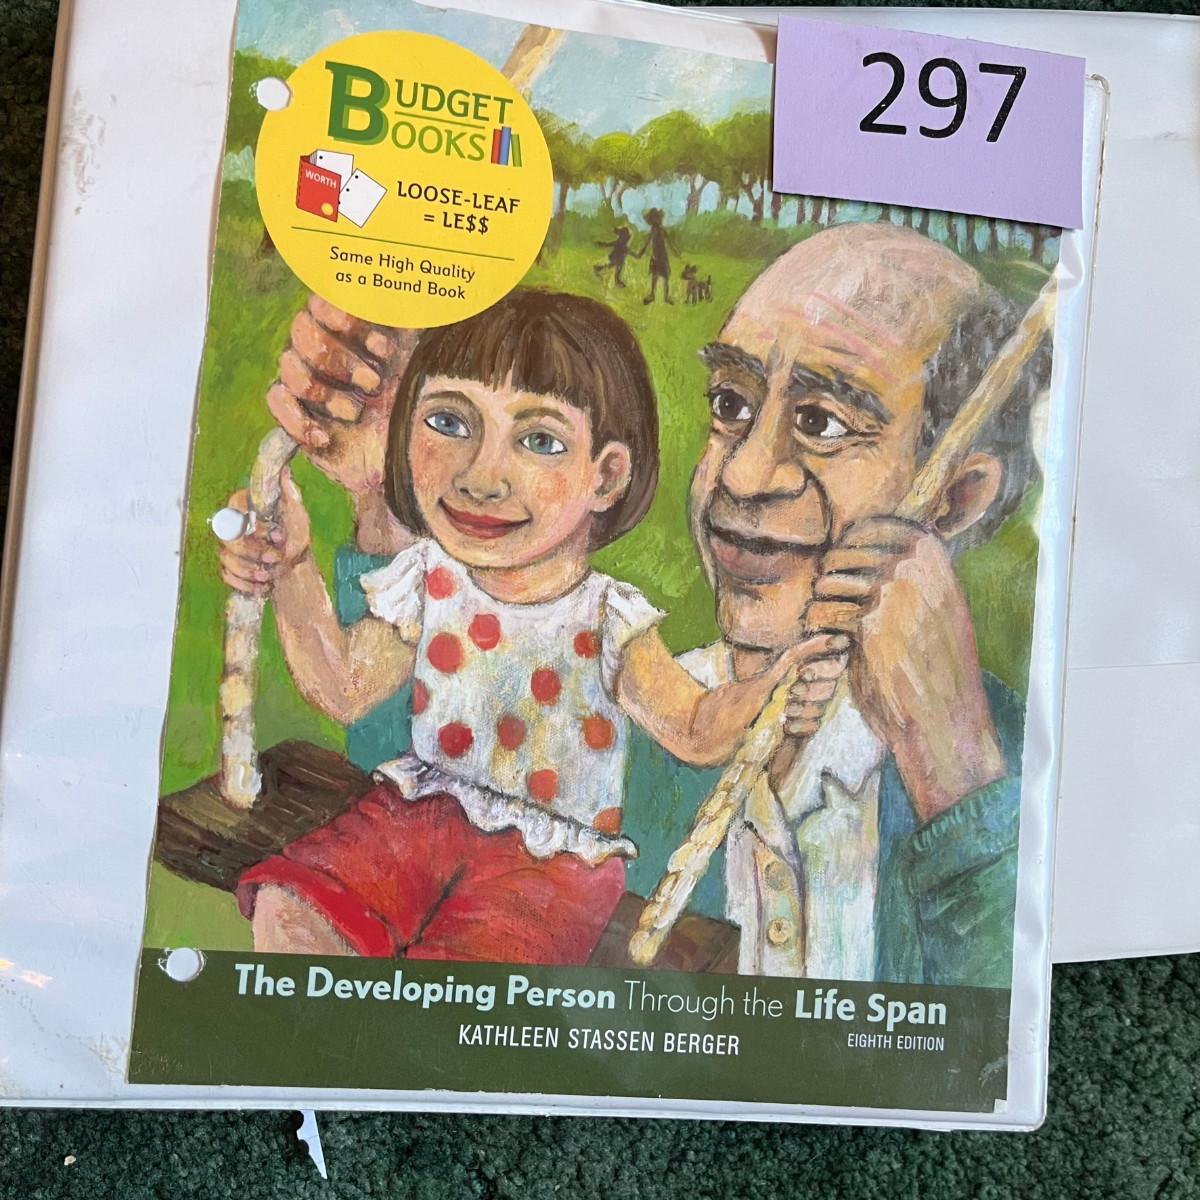 297
BUDGET
BOOKS
WORTH
LOOSE-LEAF
= LE$$
Same High Quality
as a Bound Book
The Developing Person Through the Life Span
KATHLEEN STASSEN BERGER
EIGHTH EDITION